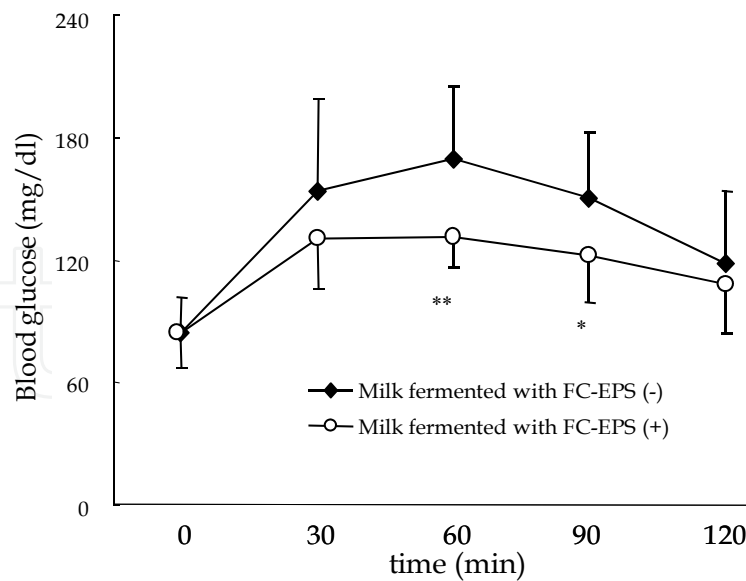 240
180
120
60
0
Blood glucose (mg/dl)
**
*
Milk fermented with FC-EPS (-)
Milk fermented with FC-EPS (+)
0 30 60 90 120
time (min)